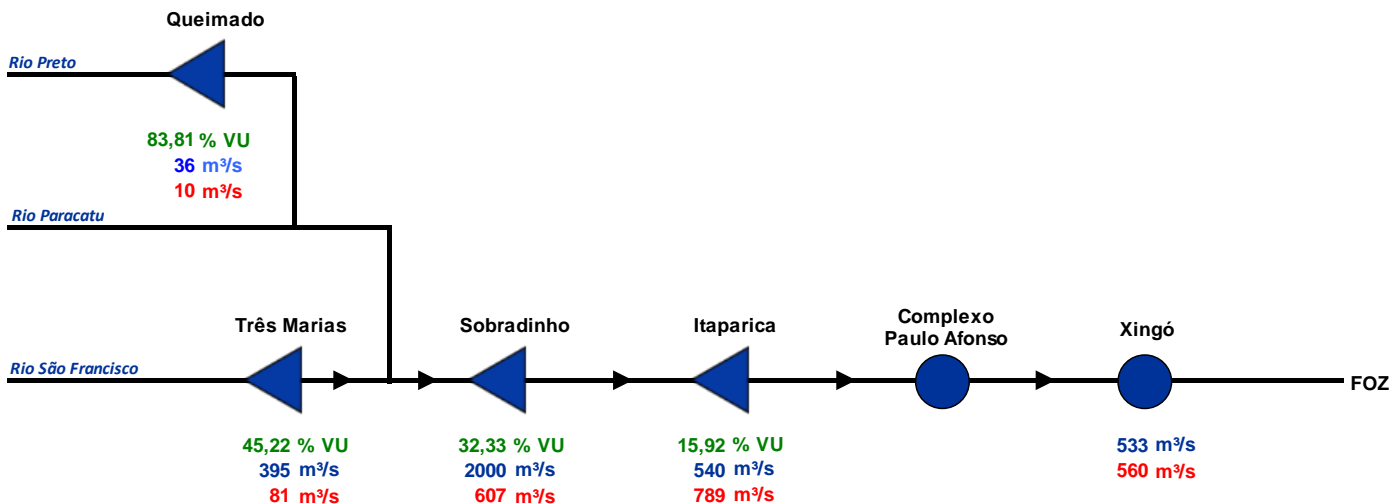 Queimado
Rio Preto
83,81 % VU
36 m³/s
10 m³/s
Rio Paracatu
Três Marias
Sobradinho
Itaparica
Complexo
Paulo Afonso
Xingó
Rio São Francisco
FOZ
45,22 % VU
395 m³/s
81 m³/s
32,33 % VU
2000 m³/s
607 m³/s
15,92 % VU
540 m³/s
789 m³/s
533 m³/s
560 m³/s